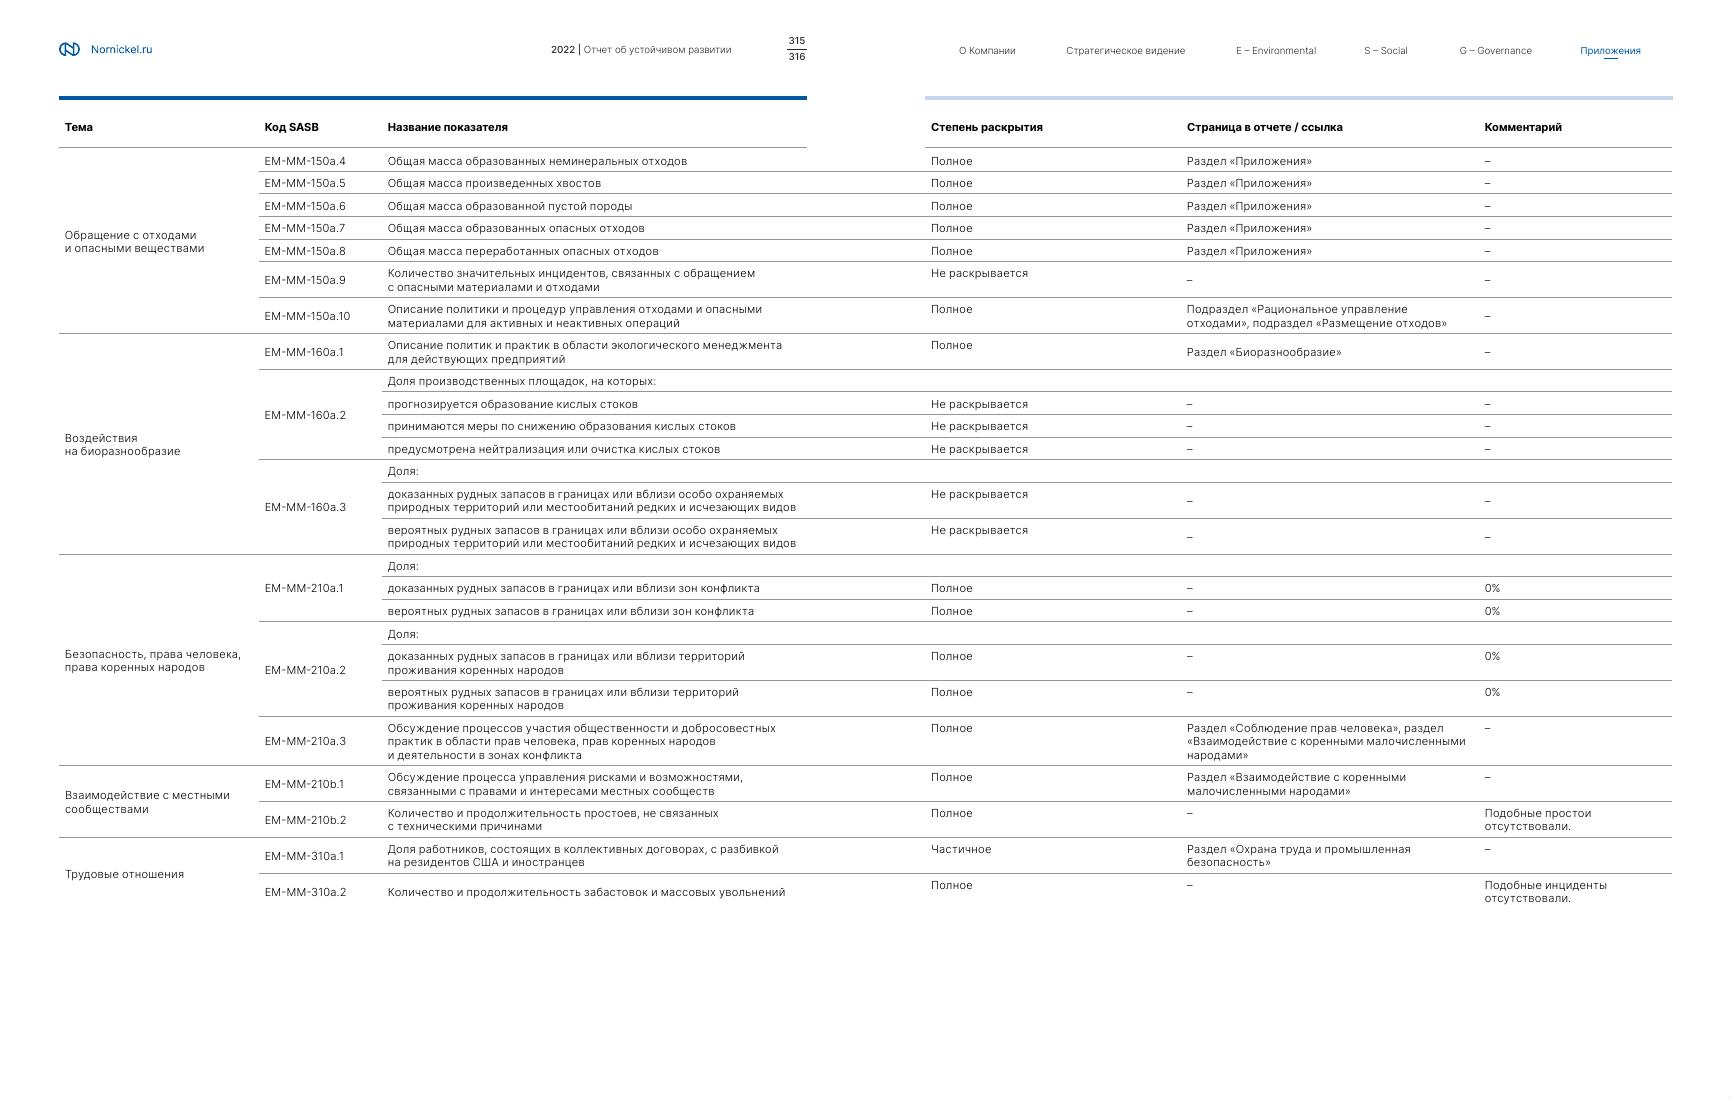 Nornickel.ru
2022 | Отчет об устойчивом развитии
315
316
О Компании
Стратегическое видение
E – Environmental
S – Social
G – Governance
Приложения
Тема
Код SASB
Название показателя
Степень раскрытия
Страница в отчете / ссылка
Комментарий
Обращение с отходами
и опасными веществами
EM-MM-150a.4 Общая масса образованных неминеральных отходов Полное Раздел «Приложения» –
EM-MM-150a.5 Общая масса произведенных хвостов Полное Раздел «Приложения» –
EM-MM-150a.6 Общая масса образованной пустой породы Полное Раздел «Приложения» –
EM-MM-150a.7 Общая масса образованных опасных отходов Полное Раздел «Приложения» –
EM-MM-150a.8 Общая масса переработанных опасных отходов Полное Раздел «Приложения» –
EM-MM-150a.9
Количество значительных инцидентов, связанных с обращением
с опасными материалами и отходами
Не раскрывается
–
–
EM-MM-150a.10
Описание политики и процедур управления отходами и опасными
материалами для активных и неактивных операций
Полное
Подраздел «Рациональное управление
отходами», подраздел «Размещение отходов»
–
Воздействия
на биоразнообразие
EM-MM-160a.1
Описание политик и практик в области экологического менеджмента
для действующих предприятий
Полное
Раздел «Биоразнообразие»
–
EM-MM-160a.2
Доля производственных площадок, на которых:
прогнозируется образование кислых стоков Не раскрывается – –
принимаются меры по снижению образования кислых стоков Не раскрывается – –
предусмотрена нейтрализация или очистка кислых стоков Не раскрывается – –
EM-MM-160a.3
Доля:
доказанных рудных запасов в границах или вблизи особо охраняемых
природных территорий или местообитаний редких и исчезающих видов
Не раскрывается
–
–
вероятных рудных запасов в границах или вблизи особо охраняемых
природных территорий или местообитаний редких и исчезающих видов
Не раскрывается
–
–
Безопасность, права человека,
права коренных народов
EM-MM-210a.1
Доля:
доказанных рудных запасов в границах или вблизи зон конфликта Полное – 0%
вероятных рудных запасов в границах или вблизи зон конфликта Полное – 0%
EM-MM-210a.2
Доля:
доказанных рудных запасов в границах или вблизи территорий
проживания коренных народов
Полное
–
0%
вероятных рудных запасов в границах или вблизи территорий
проживания коренных народов
Полное
–
0%
EM-MM-210a.3
Обсуждение процессов участия общественности и добросовестных
практик в области прав человека, прав коренных народов
и деятельности в зонах конфликта
Полное
Раздел «Соблюдение прав человека», раздел
«Взаимодействие с коренными малочисленными
народами»
–
Взаимодействие с местными
сообществами
EM-MM-210b.1
Обсуждение процесса управления рисками и возможностями,
связанными с правами и интересами местных сообществ
Полное
Раздел «Взаимодействие с коренными
малочисленными народами»
–
EM-MM-210b.2
Количество и продолжительность простоев, не связанных
с техническими причинами
Полное
–
Подобные простои
отсутствовали.
Трудовые отношения
EM-MM-310a.1
Доля работников, состоящих в коллективных договорах, с разбивкой
на резидентов США и иностранцев
Частичное
Раздел «Охрана труда и промышленная
безопасность»
–
EM-MM-310a.2
Количество и продолжительность забастовок и массовых увольнений
Полное
–
Подобные инциденты
отсутствовали.